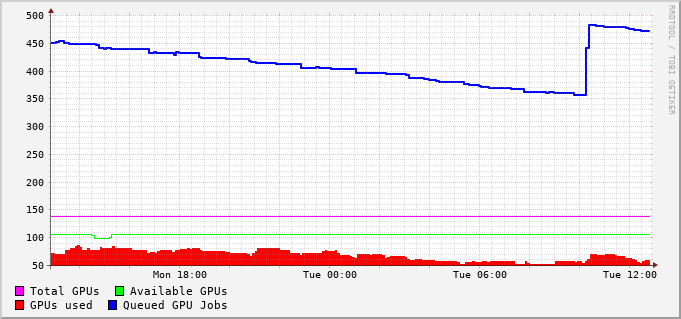 500
450
400
350
300
250
200
150
100
50
Mon 18:00 Tue 00:00 Tue 06:00 Tue 12:00
Total GPUs Available GPUs
GPUs used Queued GPU Jobs
RRDTOOL / TOBI OETIKER